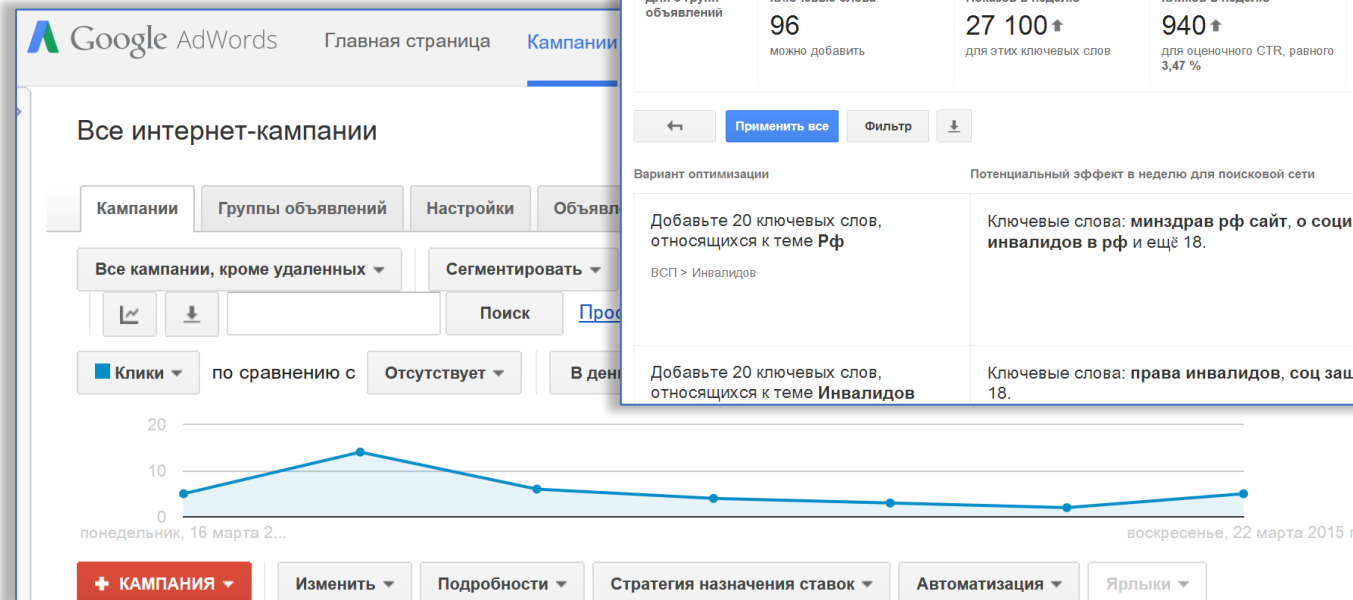 Google AdWords
Главная страница
Кампании
Все интернет-кампании
Кампании
Группы объявлений
Настройки
Объявл
Все кампании, кроме удаленных
Сегментировать
Поиск
Клики
по сравнению с
Отсутствует
20
10
0
понедельник, 16 марта 2...
воскресенье, 22 марта 2015
КАМПАНИЯ
Изменить
Подробности
Стратегия назначения ставок
Автоматизация
Ярлыки
объявлений
96
можно добавить
27 100
для этих ключевых слов
940
для оценочного CTR, равного
3,47 %
Применить все
Фильтр
Вариант оптимизации
Потенциальный эффект в неделю для поисковой сети
Добавьте 20 ключевых слов,
относящихся к теме Рф
ВСП > Инвалидов
Ключевые слова: минздрав рф сайт, о соци
инвалидов в рф и ещё 18.
Добавьте 20 ключевых слов,
относящихся к теме Инвалидов
Ключевые слова: права инвалидов, соц защ
18.